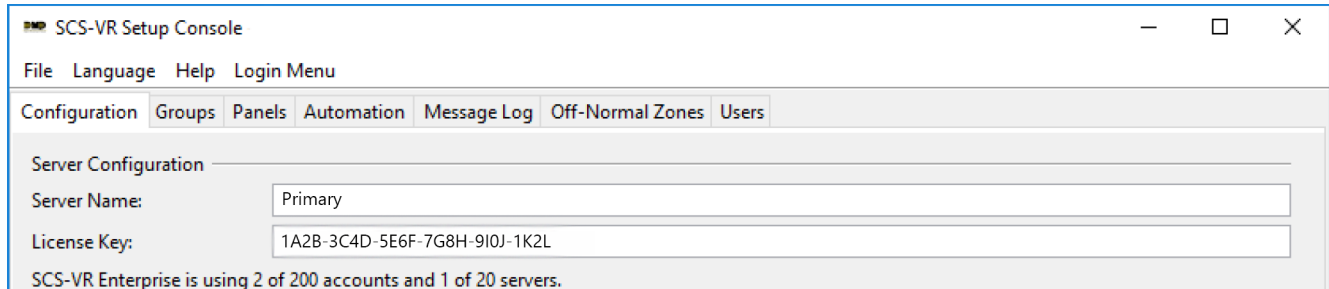 DMP SCS-VR Setup Console
File Language Help Login Menu
Configuration Groups Panels Automation Message Log Off-Normal Zones Users
Server Configuration
Server Name: Primary
License Key: 1A2B-3C4D-5E6F-7G8H-9I0J-1K2L
SCS-VR Enterprise is using 2 of 200 accounts and 1 of 20 servers.